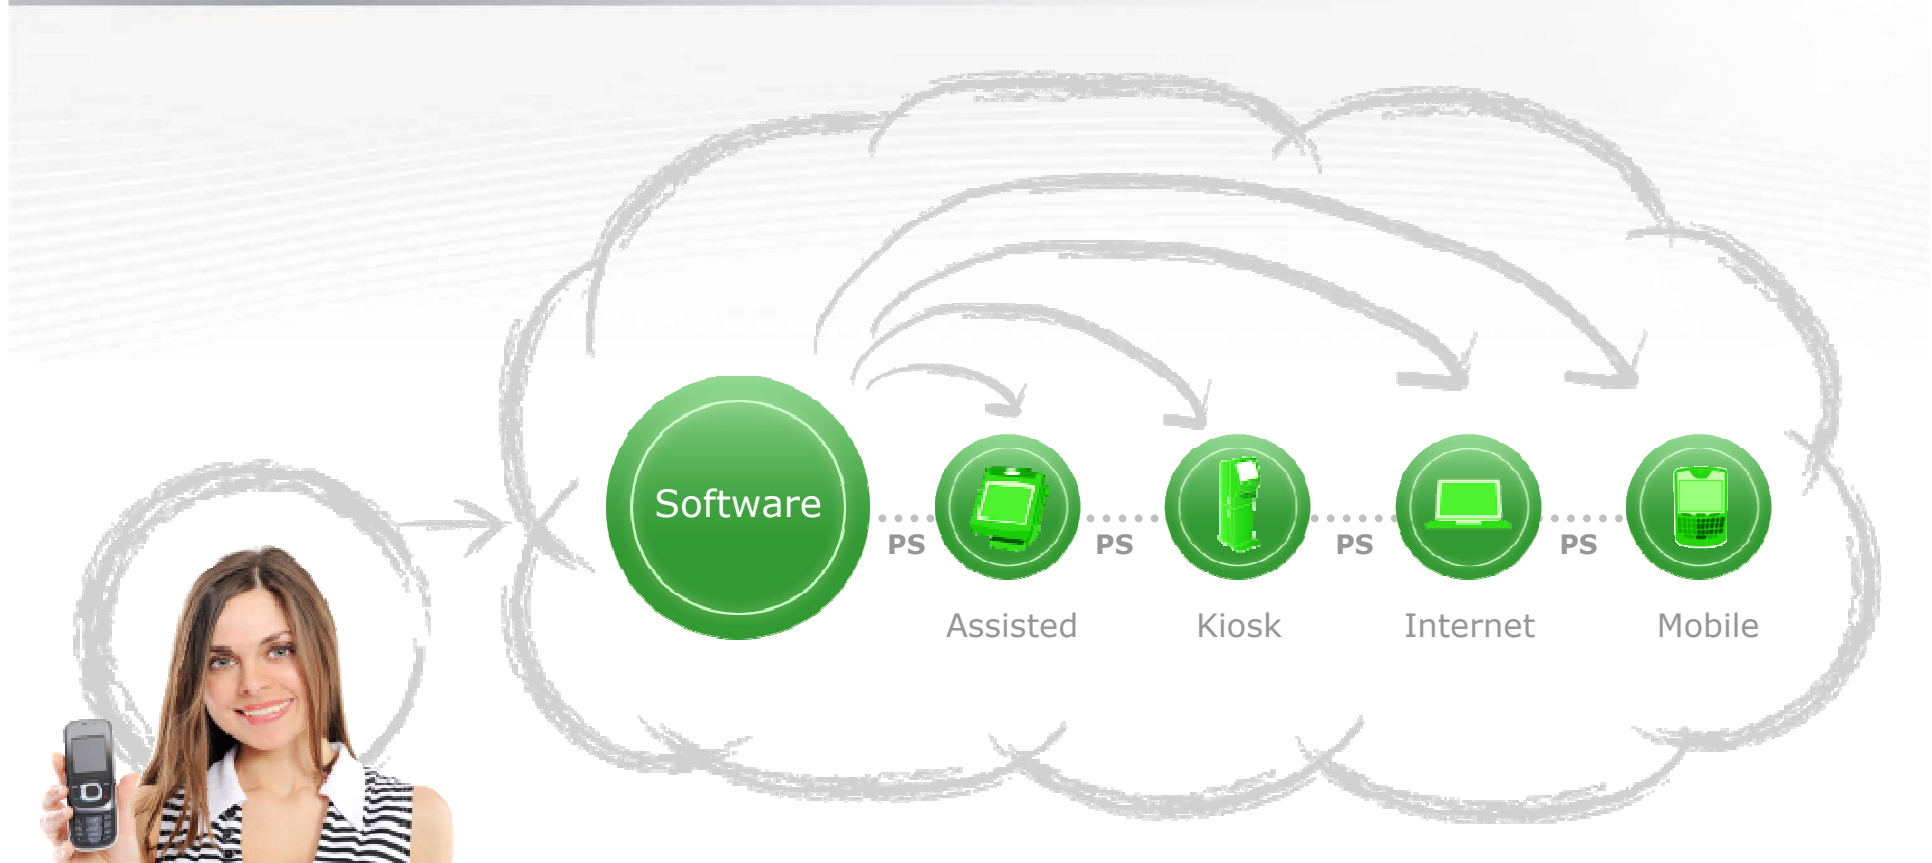 Software
PS
PS
PS
PS
Assisted
Kiosk
Internet
Mobile